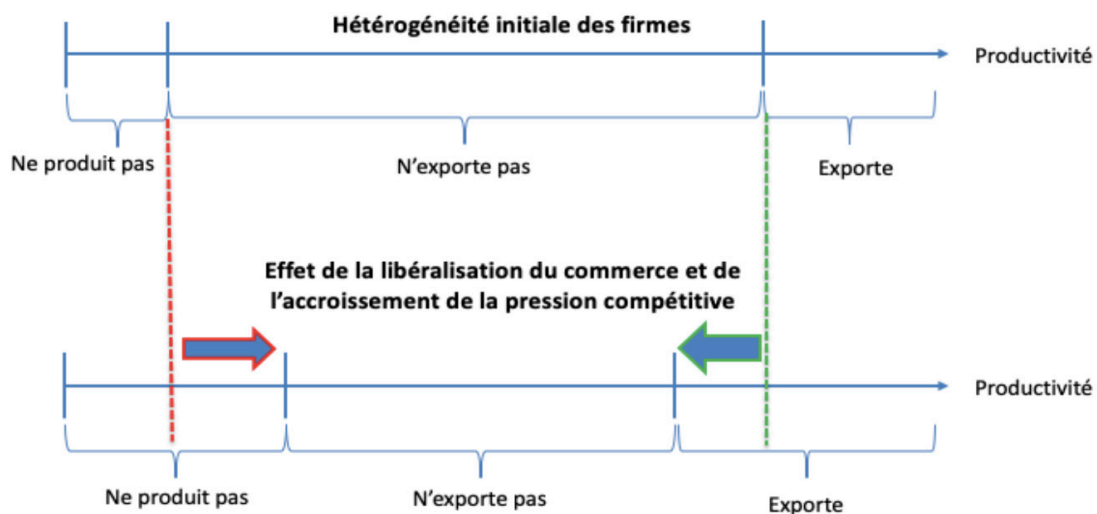 Hétérogénéité initiale des firmes
Productivité
Ne produit pas
N'exporte pas
Exporte
Effet de la libéralisation du commerce et de
l'accroissement de la pression compétitive
Productivité
Ne produit pas
N'exporte pas
Exporte